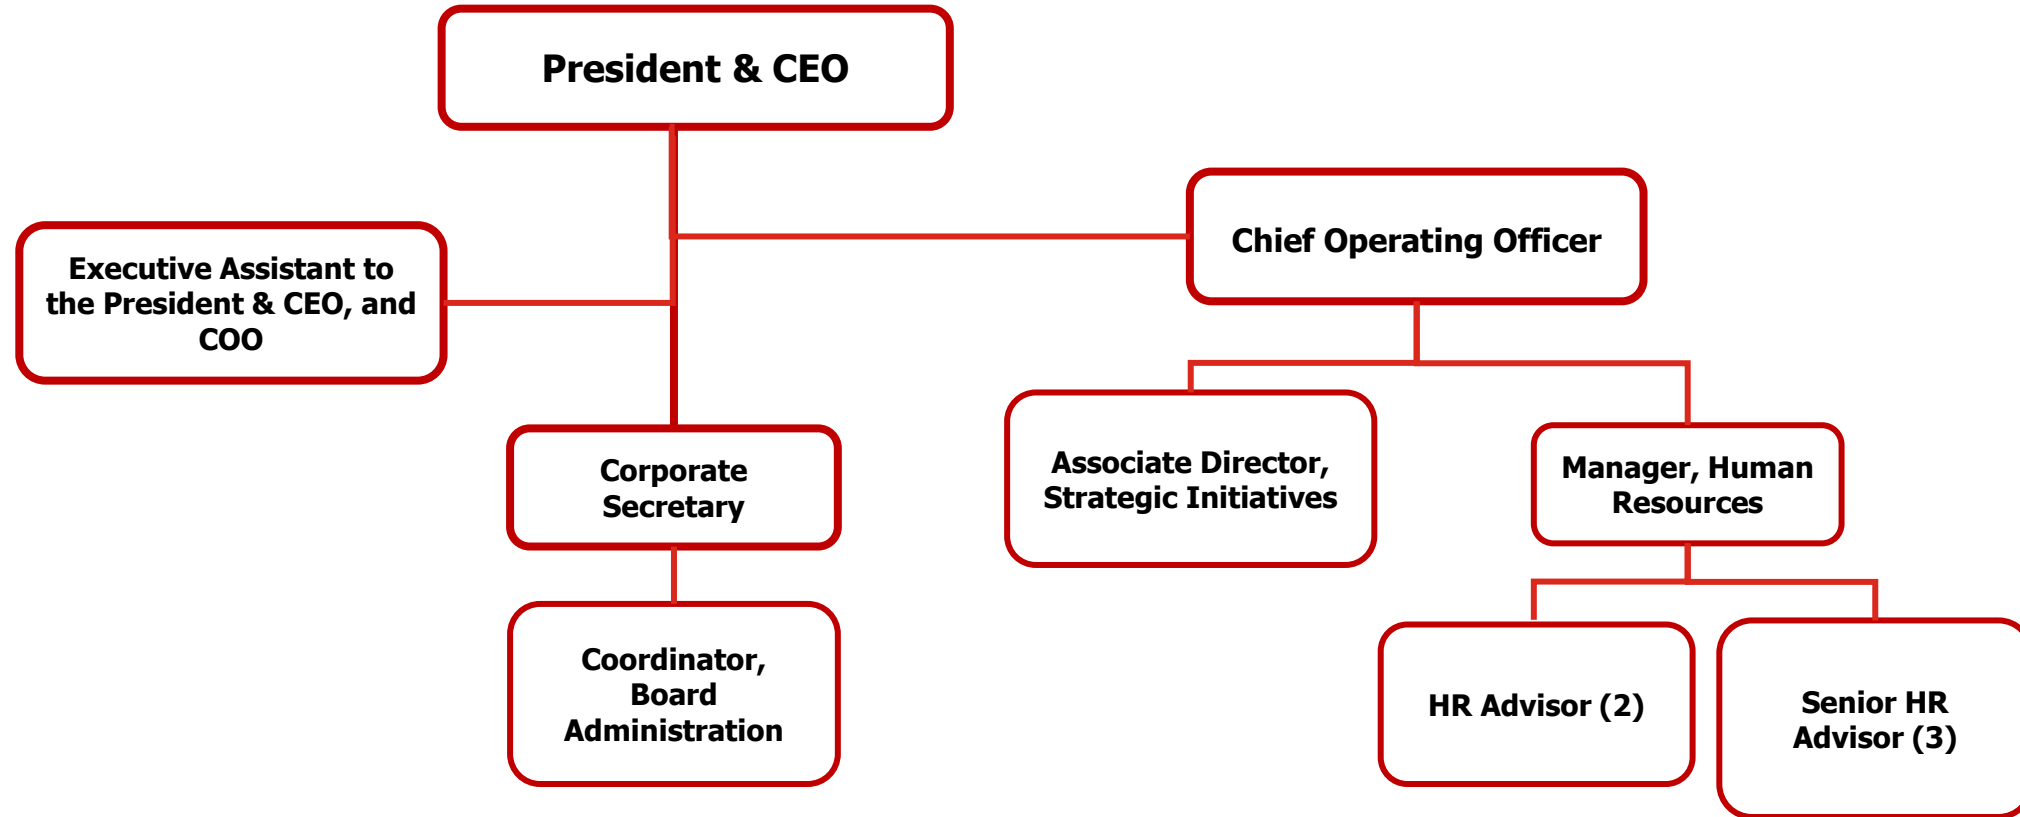 President & CEO
Chief Operating Officer
Executive Assistant to
the President & CEO, and
COO
Corporate
Secretary
Associate Director,
Strategic Initiatives
Manager, Human
Resources
Coordinator,
Board
Administration
HR Advisor (2)
Senior HR
Advisor (3)